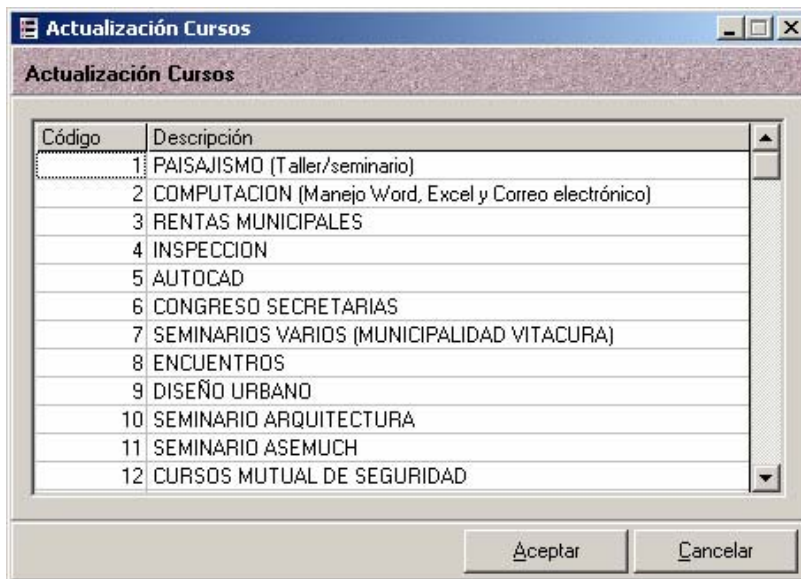 Actualización Cursos
Actualización Cursos
Código Descripción
1 PAISAJISMO (Taller/seminario)
2 COMPUTACION (Manejo Word, Excel y Correo electrónico)
3 RENTAS MUNICIPALES
4 INSPECCION
5 AUTOCAD
6 CONGRESO SECRETARIAS
7 SEMINARIOS VARIOS (MUNICIPALIDAD VITACURA)
8 ENCUENTROS
9 DISEÑO URBANO
10 SEMINARIO ARQUITECTURA
11 SEMINARIO ASEMUCH
12 CURSOS MUTUAL DE SEGURIDAD
Aceptar Cancelar